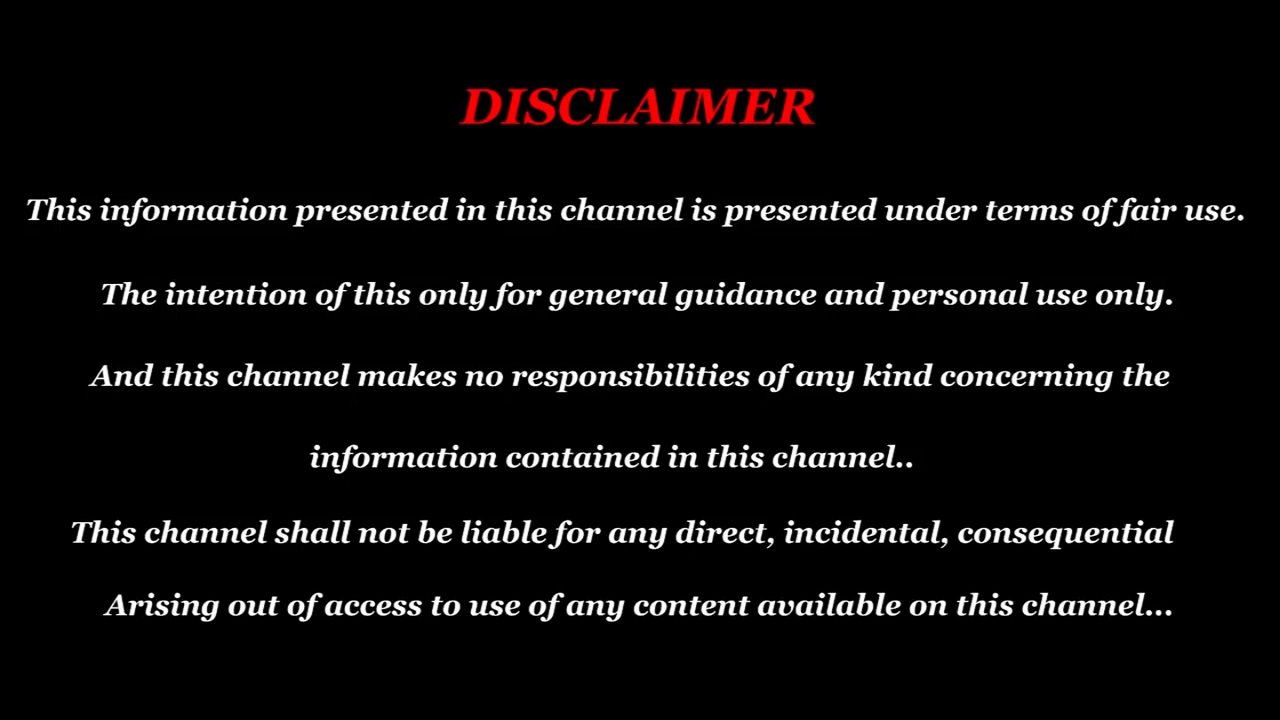 DISCLAIMER
This information presented in this channel is presented under terms of fair use.
The intention of this only for general guidance and personal use only.
And this channel makes no responsibilities of any kind concerning the
information contained in this channel..
This channel shall not be liable for any direct, incidental, consequential
Arising out of access to use of any content available on this channel...